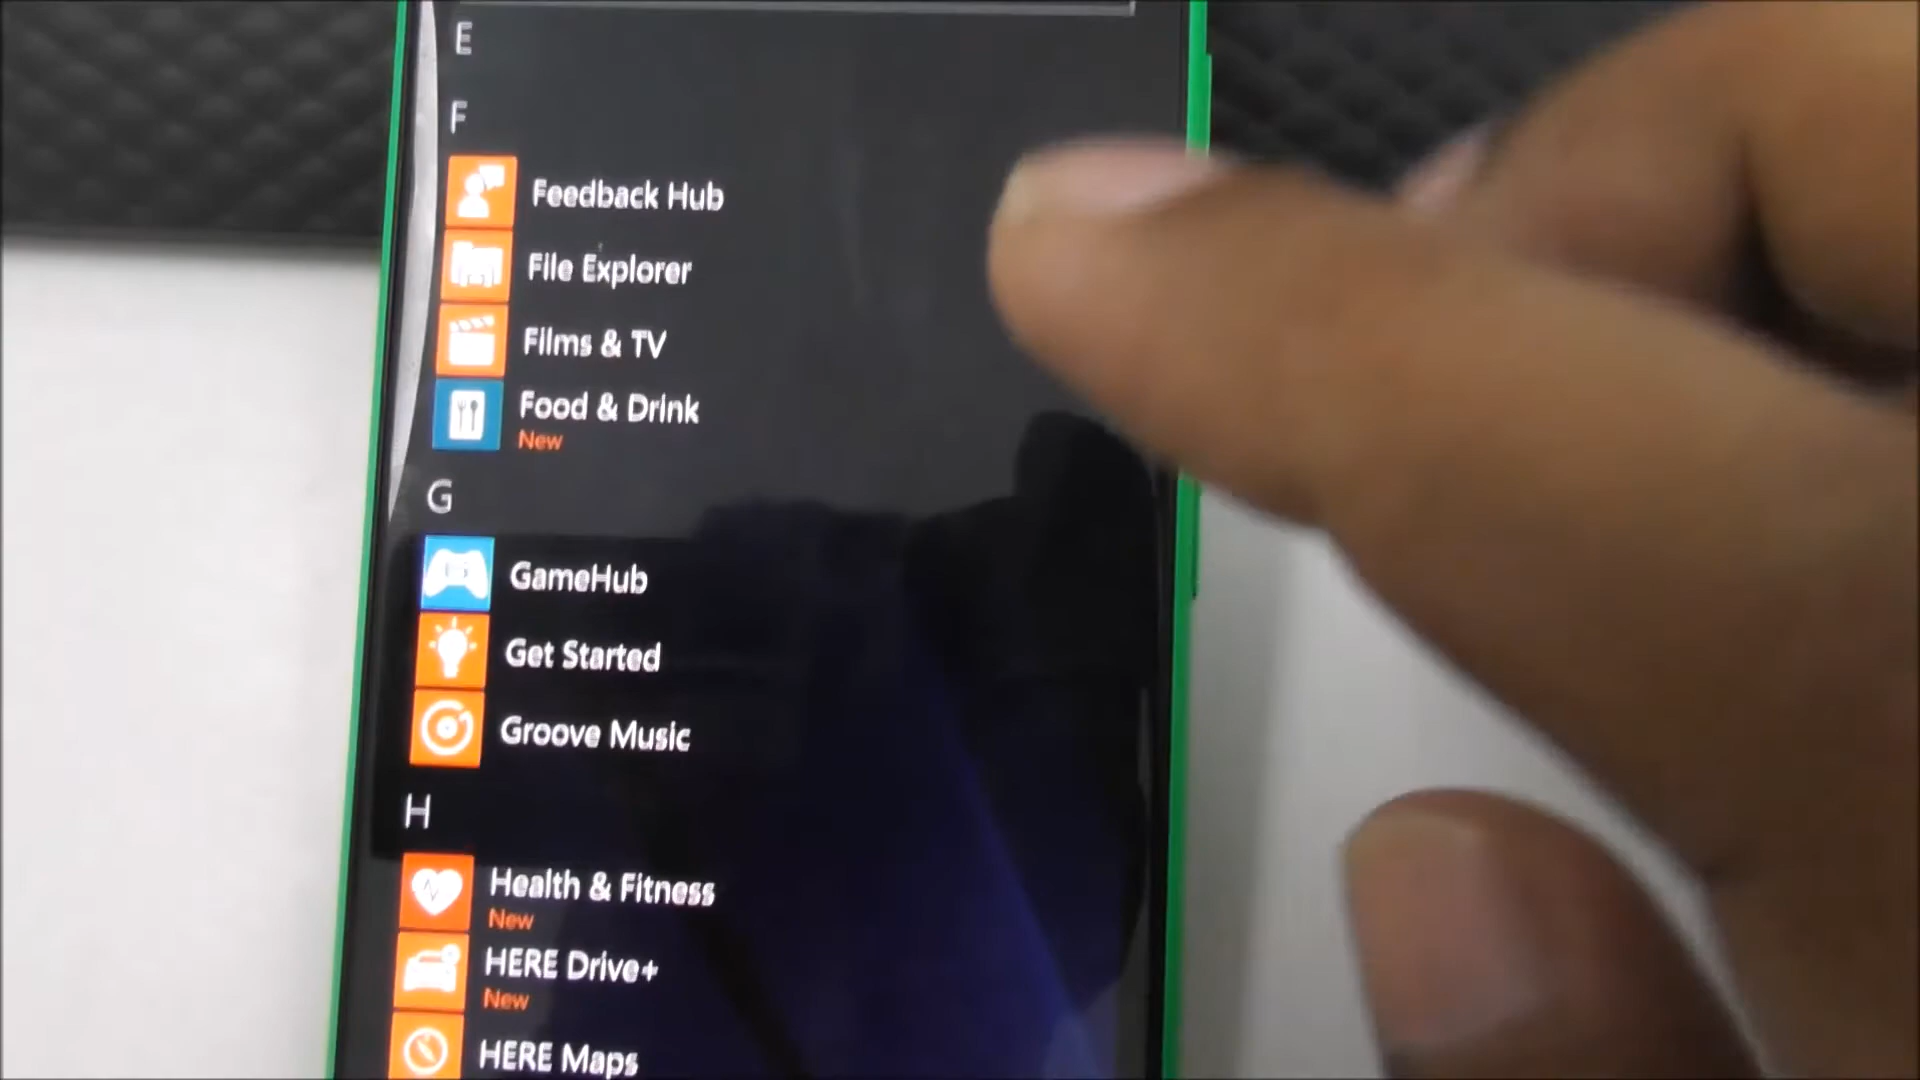 E
F
Feedback Hub
File Explorer
Films & TV
Food & Drink
New
G
GameHub
Get Started
Groove Music
H
Health & Fitness
New
HERE Drive+
New
HERE Maps